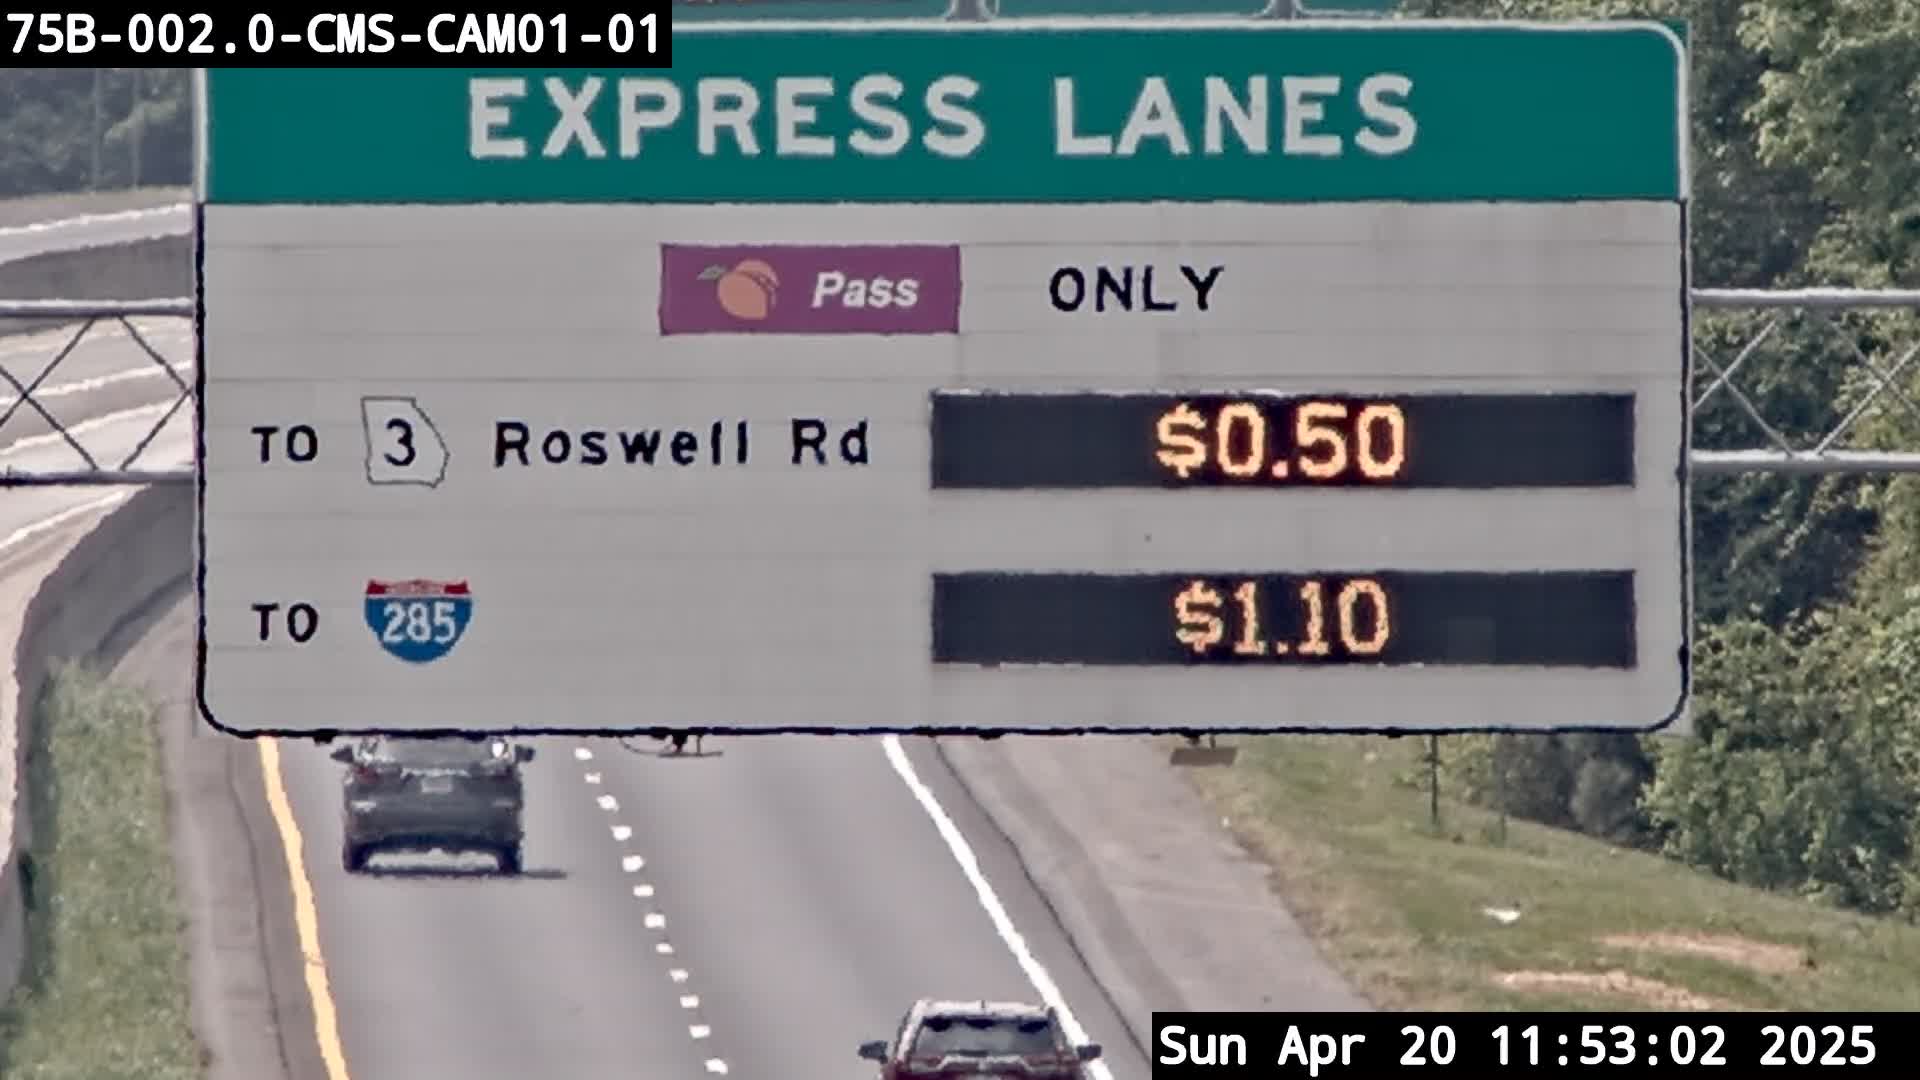 75B-002.0-CMS-CAM01-01
EXPRESS LANES
Pass ONLY
TO 3 Roswell Rd $0.50
TO 285 $1.10
Sun Apr 20 11:53:02 2025